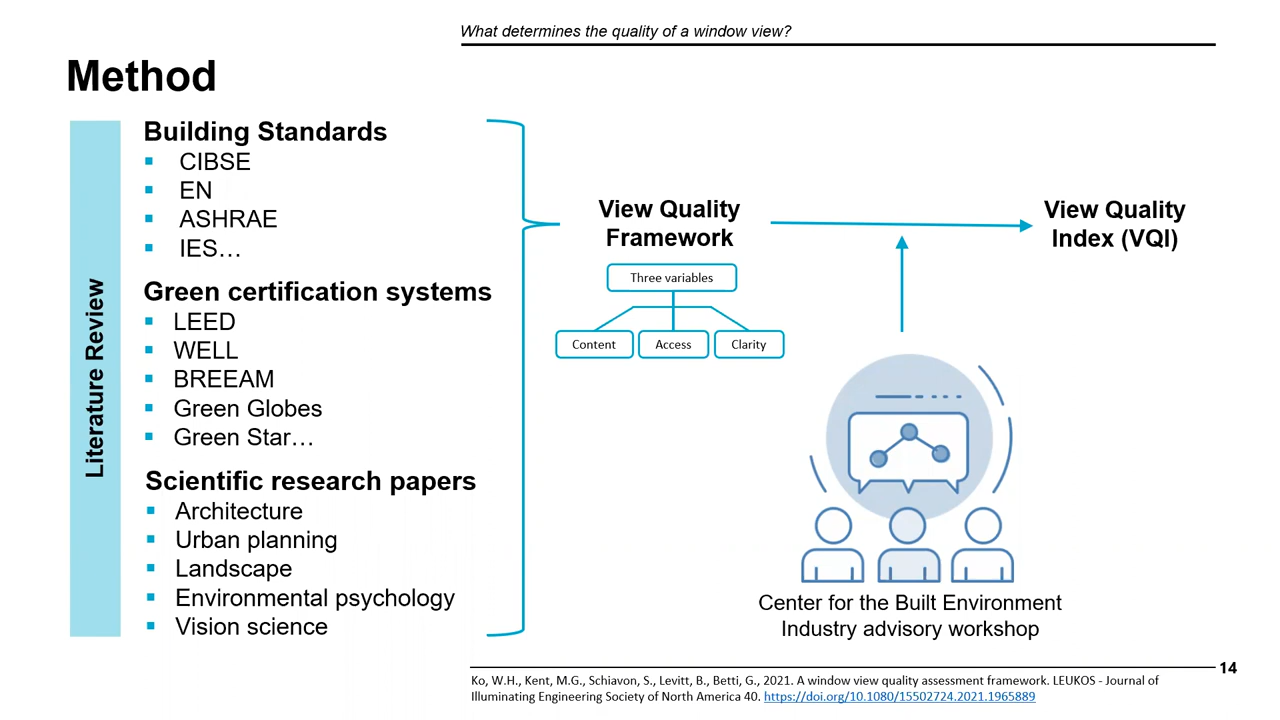 What determines the quality of a window view?
Method
Literature Review
Building Standards
▪ CIBSE
▪ EN
▪ ASHRAE
▪ IES…
Green certification systems
▪ LEED
▪ WELL
▪ BREEAM
▪ Green Globes
▪ Green Star…
Scientific research papers
▪ Architecture
▪ Urban planning
▪ Landscape
▪ Environmental psychology
▪ Vision science
View Quality
Framework
Three variables
Content
Access
Clarity
View Quality
Index (VQI)
Center for the Built Environment
Industry advisory workshop
14
Ko, W.H., Kent, M.G., Schiavon, S., Levitt, B., Betti, G., 2021. A window view quality assessment framework. LEUKOS - Journal of
Illuminating Engineering Society of North America 40. https://doi.org/10.1080/15502724.2021.1965889